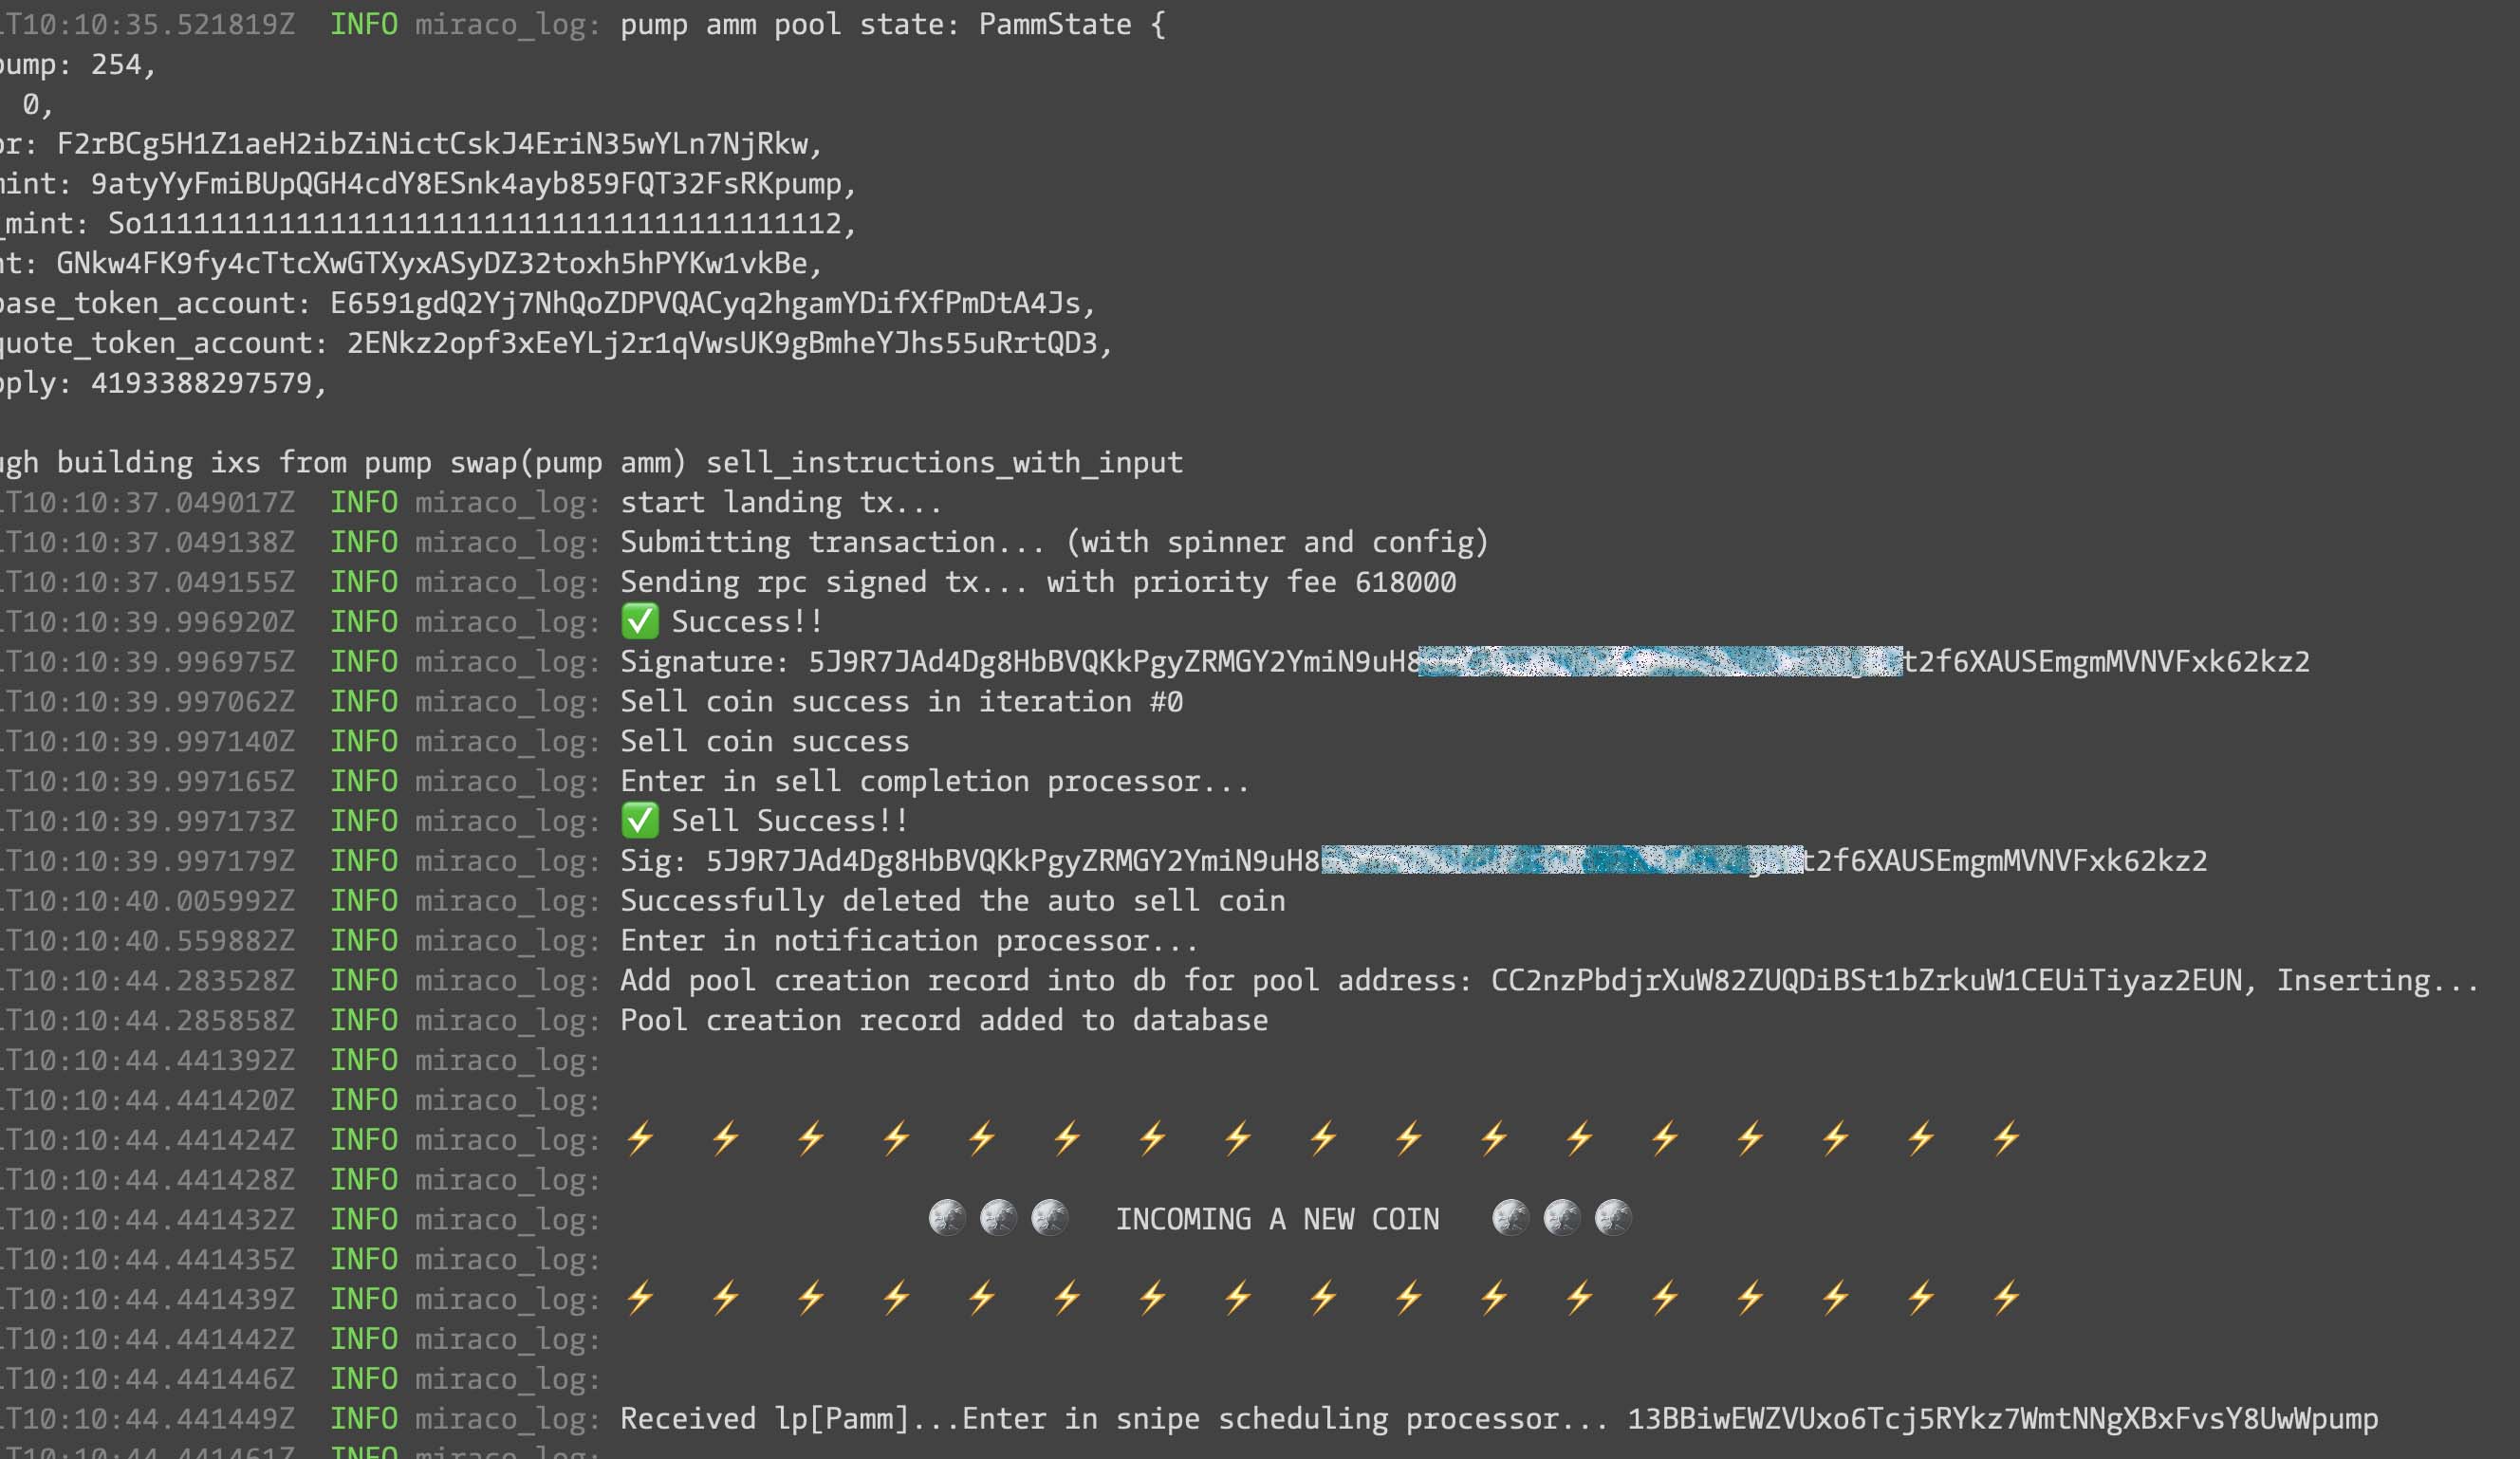 T10:10:35.521819Z INFO miraco_log: pump amm pool state: PammState {
ump: 254,
0,
or: F2rBCg5H1Z1aeH2ibZiNictCskJ4EriN35wYLn7NjRkw,
mint: 9atyYyFmiBUpQGH4cdY8ESnk4ayb859FQT32FsRKpump,
_mint: So11111111111111111111111111111111111111112,
nt: GNkw4FK9fy4cTtcXwGTXyxASyDZ32toxh5hPYKw1vkBe,
base_token_account: E6591gdQ2Yj7NhQoZDPVQACyq2hgamYDifXfPmDtA4Js,
quote_token_account: 2ENkz2opf3xEeYLj2r1qVwsUK9gBmheYJhs55uRrtQD3,
pply: 4193388297579,
ugh building ixs from pump swap(pump amm) sell_instructions_with_input
T10:10:37.049017Z INFO miraco_log: start landing tx...
T10:10:37.049138Z INFO miraco_log: Submitting transaction... (with spinner and config)
T10:10:37.049155Z INFO miraco_log: Sending rpc signed tx... with priority fee 618000
T10:10:39.996920Z INFO miraco_log: ✅ Success!!
T10:10:39.996975Z INFO miraco_log: Signature: 5J9R7JAd4Dg8HbBVQKkPgyZRMGY2YmiN9uH8 t2f6XAUSEmgmMVNVFxk62kz2
T10:10:39.997062Z INFO miraco_log: Sell coin success in iteration #0
T10:10:39.997140Z INFO miraco_log: Sell coin success
T10:10:39.997165Z INFO miraco_log: Enter in sell completion processor...
T10:10:39.997173Z INFO miraco_log: ✅ Sell Success!!
T10:10:39.997179Z INFO miraco_log: Sig: 5J9R7JAd4Dg8HbBVQKkPgyZRMGY2YmiN9uH8 t2f6XAUSEmgmMVNVFxk62kz2
T10:10:40.005992Z INFO miraco_log: Successfully deleted the auto sell coin
T10:10:40.559882Z INFO miraco_log: Enter in notification processor...
T10:10:44.283528Z INFO miraco_log: Add pool creation record into db for pool address: CC2nzPbdjrXuW82ZUQDiBSt1bZrkuW1CEUiTiyaz2EUN, Inserting...
T10:10:44.285858Z INFO miraco_log: Pool creation record added to database
T10:10:44.441392Z INFO miraco_log:
T10:10:44.441420Z INFO miraco_log:
T10:10:44.441424Z INFO miraco_log: ⚡ ⚡ ⚡ ⚡ ⚡ ⚡ ⚡ ⚡ ⚡ ⚡ ⚡ ⚡ ⚡ ⚡ ⚡ ⚡ ⚡
T10:10:44.441428Z INFO miraco_log:
T10:10:44.441432Z INFO miraco_log: INCOMING A NEW COIN
T10:10:44.441435Z INFO miraco_log:
T10:10:44.441439Z INFO miraco_log: ⚡ ⚡ ⚡ ⚡ ⚡ ⚡ ⚡ ⚡ ⚡ ⚡ ⚡ ⚡ ⚡ ⚡ ⚡ ⚡ ⚡
T10:10:44.441442Z INFO miraco_log:
T10:10:44.441446Z INFO miraco_log:
T10:10:44.441449Z INFO miraco_log: Received lp[Pamm]...Enter in snipe scheduling processor... 13BBiwEWZVUxo6Tcj5RYkz7WmtNNgXBxFvsY8UwWpump
T10:10:44.441461Z INFO miraco_log: